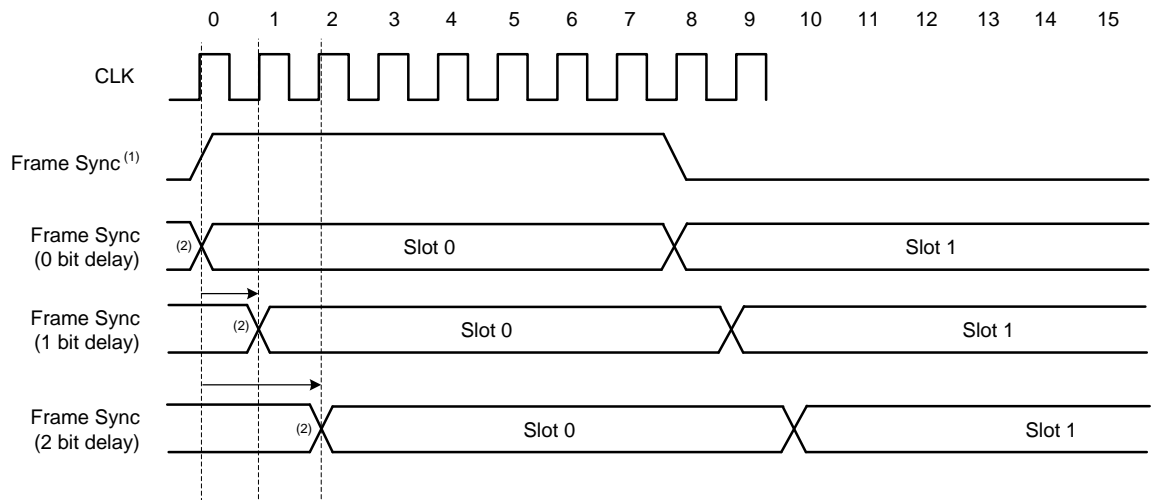 0 1 2 3 4 5 6 7 8 9 10 11 12 13 14 15
CLK
Frame Sync (1)
Frame Sync
(0 bit delay)
(2) Slot 0 Slot 1
Frame Sync
(1 bit delay)
(2) Slot 0 Slot 1
Frame Sync
(2 bit delay)
(2) Slot 0 Slot 1